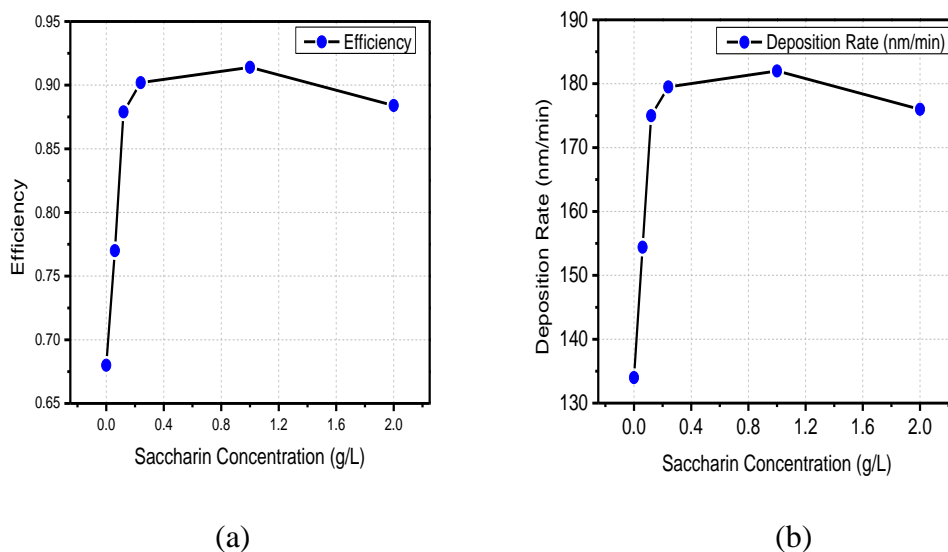 Efficiency
0.95
0.90
0.85
0.80
0.75
0.70
0.65
Efficiency
0.0 0.4 0.8 1.2 1.6 2.0
Saccharin Concentration (g/L)
(a)
Deposition Rate (nm/min)
190
180
170
160
150
140
130
Deposition Rate (nm/min)
0.0 0.4 0.8 1.2 1.6 2.0
Saccharin Concentration (g/L)
(b)